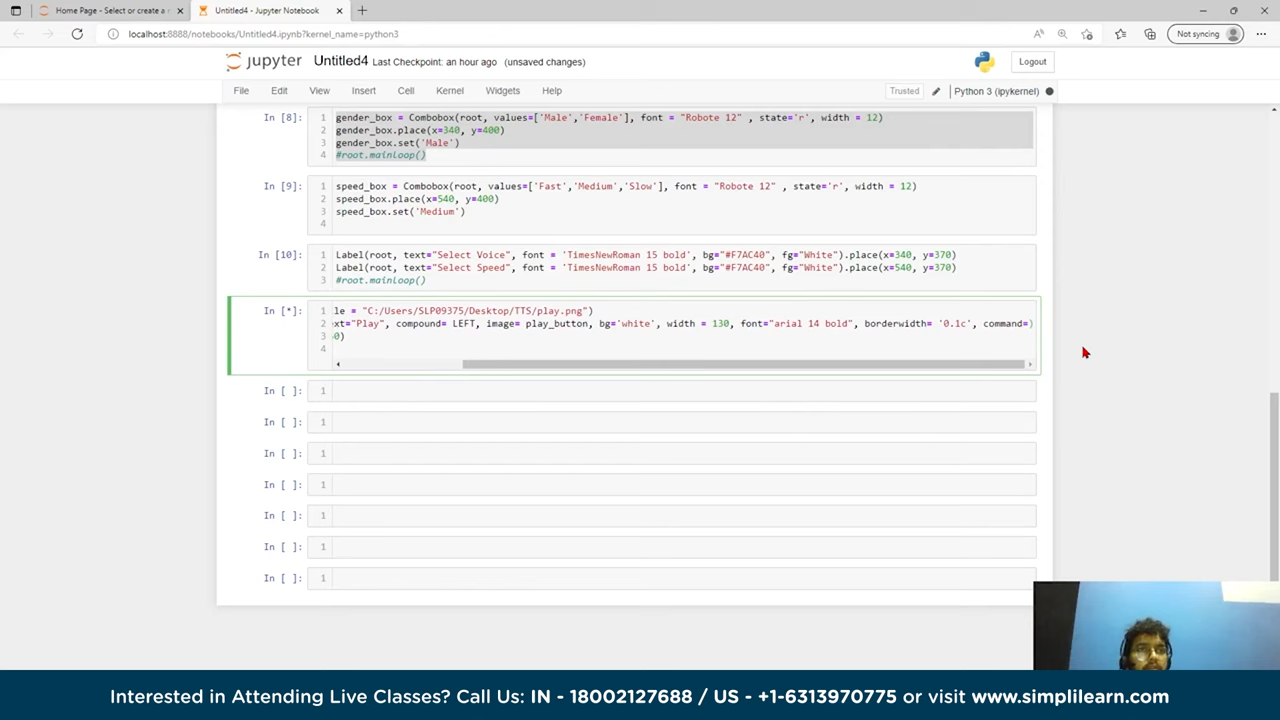 Home Page - Select or create a n
Untitled4 - Jupyter Notebook
localhost:8888/notebooks/Untitled4.ipynb?kernel_name=python3
Not syncing
jupyter Untitled4 Last Checkpoint: an hour ago (unsaved changes)
Logout
File Edit View Insert Cell Kernel Widgets Help
Trusted
Python 3 (ipykernel)
In [8]:
1 gender_box = Combobox(root, values=['Male','Female'], font = "Robote 12" , state='r', width = 12)
2 gender_box.place(x=340, y=400)
3 gender_box.set('Male')
4 #root.mainloop()
In [9]:
1 speed_box = Combobox(root, values=['Fast','Medium','Slow'], font = "Robote 12" , state='r', width = 12)
2 speed_box.place(x=540, y=400)
3 speed_box.set('Medium')
4
In [10]:
1 Label(root, text="Select Voice", font = 'TimesNewRoman 15 bold', bg="#F7AC40", fg="White").place(x=340, y=370)
2 Label(root, text="Select Speed", font = 'TimesNewRoman 15 bold', bg="#F7AC40", fg="White").place(x=540, y=370)
3 #root.mainloop()
In [*]:
1 le = "C:/Users/SLP09375/Desktop/TTS/play.png")
2 xt="Play", compound= LEFT, image= play_button, bg='white', width = 130, font="arial 14 bold", borderwidth= '0.1c', command=)
3 0)
4
In [ ]: 1
In [ ]: 1
In [ ]: 1
In [ ]: 1
In [ ]: 1
In [ ]: 1
In [ ]: 1
Interested in Attending Live Classes? Call Us: IN - 18002127688 / US - +1-6313970775 or visit www.simplilearn.com